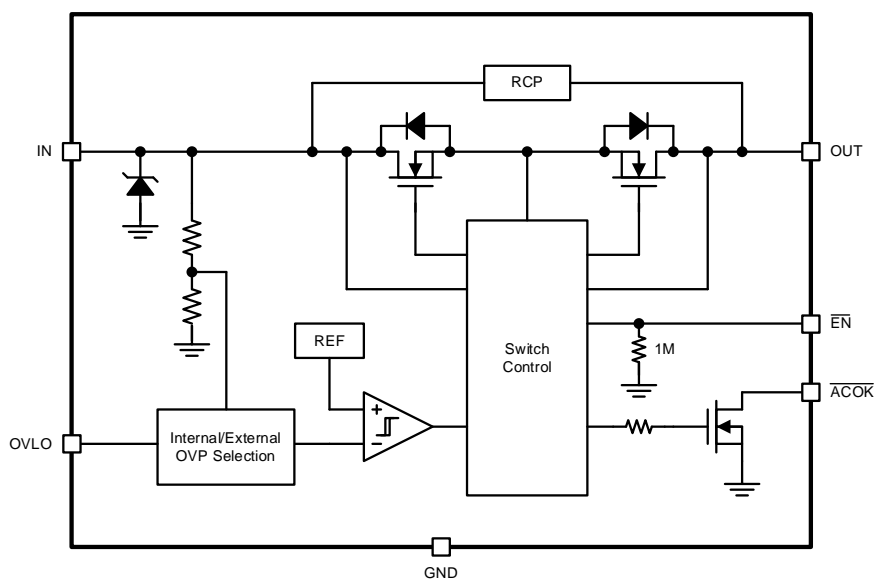 RCP
IN
OUT
EN
REF
1M
Switch
Control
ACOK
+
−
OVLO
Internal/External
OVP Selection
GND